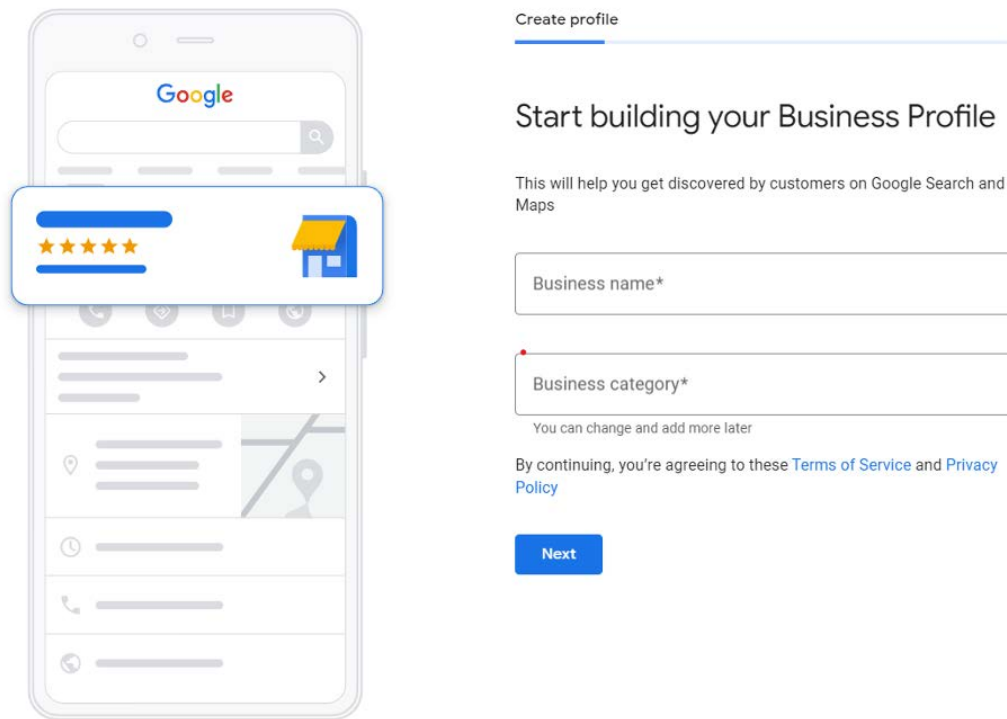 Google
Create profile
Start building your Business Profile
This will help you get discovered by customers on Google Search and
Maps
Business name*
Business category*
You can change and add more later
By continuing, you’re agreeing to these Terms of Service and Privacy
Policy
Next